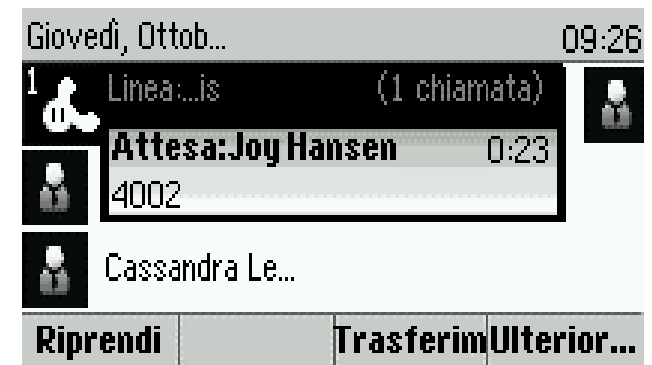 Giovedì, Ottob... 09:26
1 Linea:...is (1 chiamata)
Attesa:Joy Hansen 0:23
4002
Cassandra Le...
Riprendi Trasferim Ulterior...